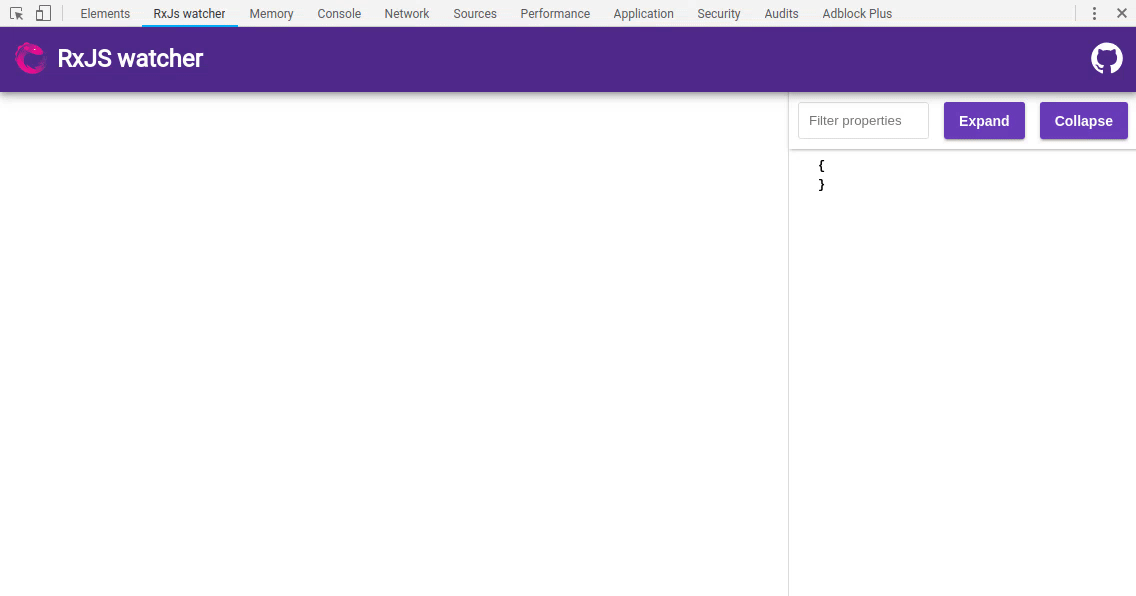 Elements RxJs watcher Memory Console Network Sources Performance Application Security Audits Adblock Plus
RxJS watcher
Filter properties Expand Collapse
{
}